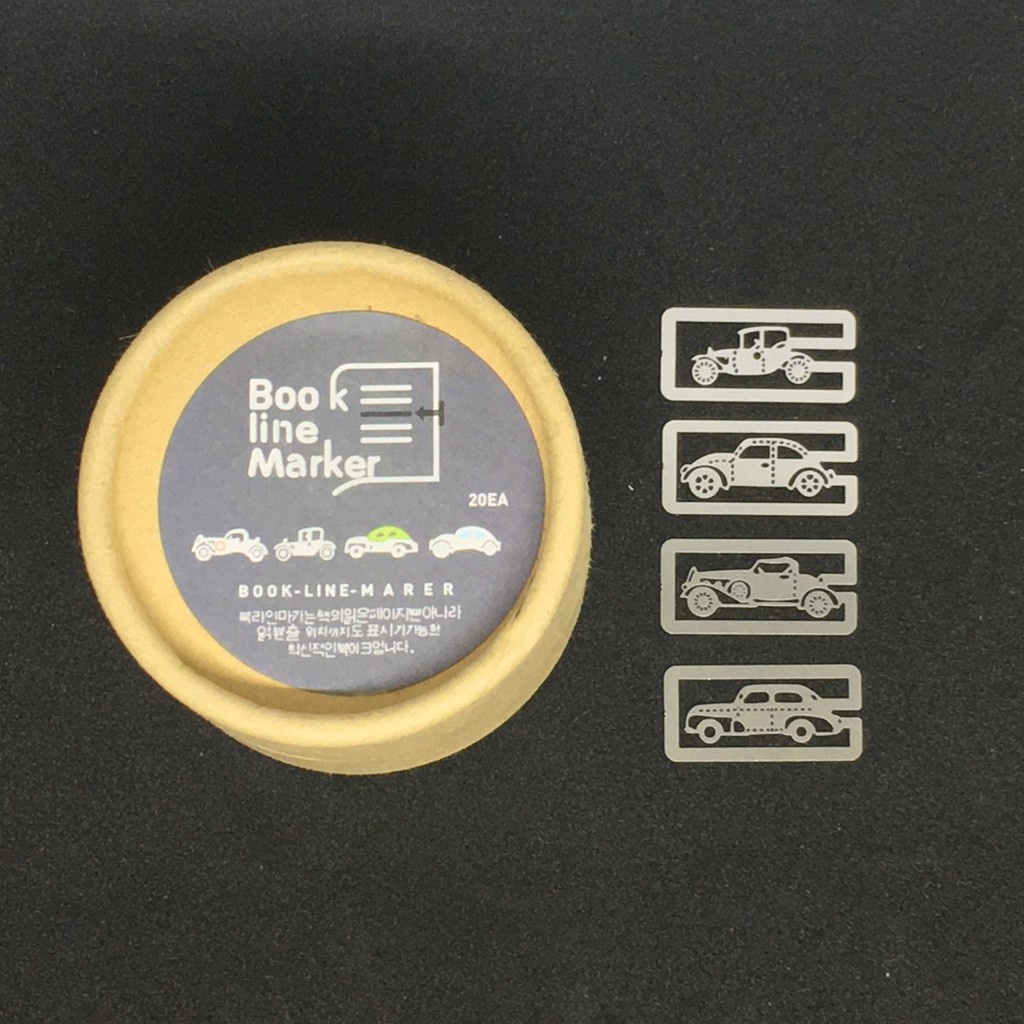 Book
line
Marker
20EA
BOOK-LINE-MARER
북라인마커는 책의 읽은 페이지뿐 아니라
읽던 줄 위치까지도 표시가 가능한
혁신적인 북마크입니다.